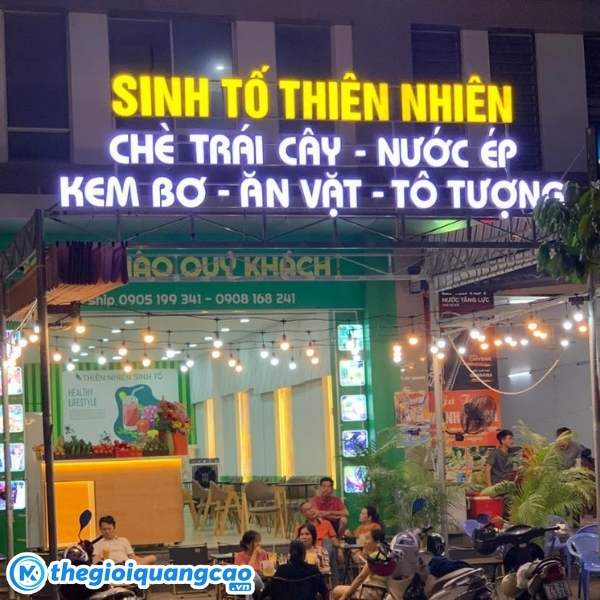 SINH TỐ THIÊN NHIÊN
CHÈ TRÁI CÂY - NƯỚC ÉP
KEM BƠ - ĂN VẶT - TÔ TƯỢNG
HÀO QUÝ KHÁCH
ship 0905 199 341 - 0908 168 241
NƯỚC TĂNG LỰC
THIÊN NHIÊN SINH TỐ
HEALTHY
LIFESTYLE
thegioiquangcao
.vn